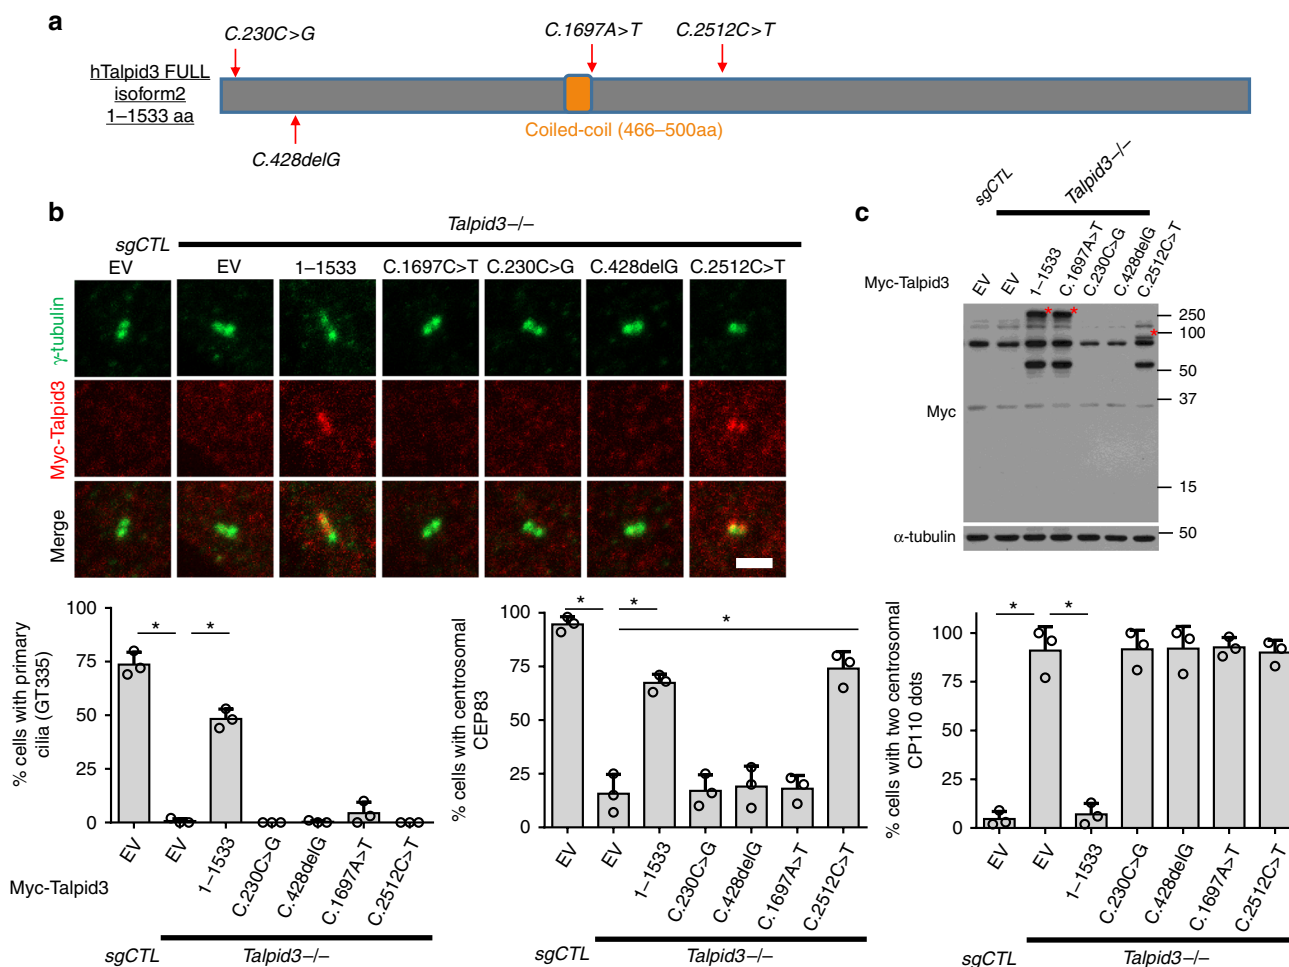 a
C.230C>G
C.1697A>T
C.2512C>T
hTalpid3 FULL
isoform2
1–1533 aa
Coiled-coil (466–500aa)
C.428delG
b
Talpid3–/–
sgCTL
EV
EV
1–1533
C.1697C>T
C.230C>G
C.428delG
C.2512C>T
γ-tubulin
Myc-Talpid3
Merge
c
sgCTL
Talpid3–/–
Myc-Talpid3
EV
EV
1–1533
C.1697A>T
C.230C>G
C.428delG
C.2512C>T
*
*
*
250
100
50
37
15
Myc
α-tubulin
50
% cells with primary
cilia (GT335)
100
75
50
25
0
*
*
EV
EV
1–1533
C.230C>G
C.428delG
C.1697A>T
C.2512C>T
Myc-Talpid3
sgCTL
Talpid3–/–
% cells with centrosomal
CEP83
100
75
50
25
0
*
*
*
EV
EV
1–1533
C.230C>G
C.428delG
C.1697A>T
C.2512C>T
sgCTL
Talpid3–/–
% cells with two centrosomal
CP110 dots
100
75
50
25
0
*
*
EV
EV
1–1533
C.230C>G
C.428delG
C.1697A>T
C.2512C>T
sgCTL
Talpid3–/–